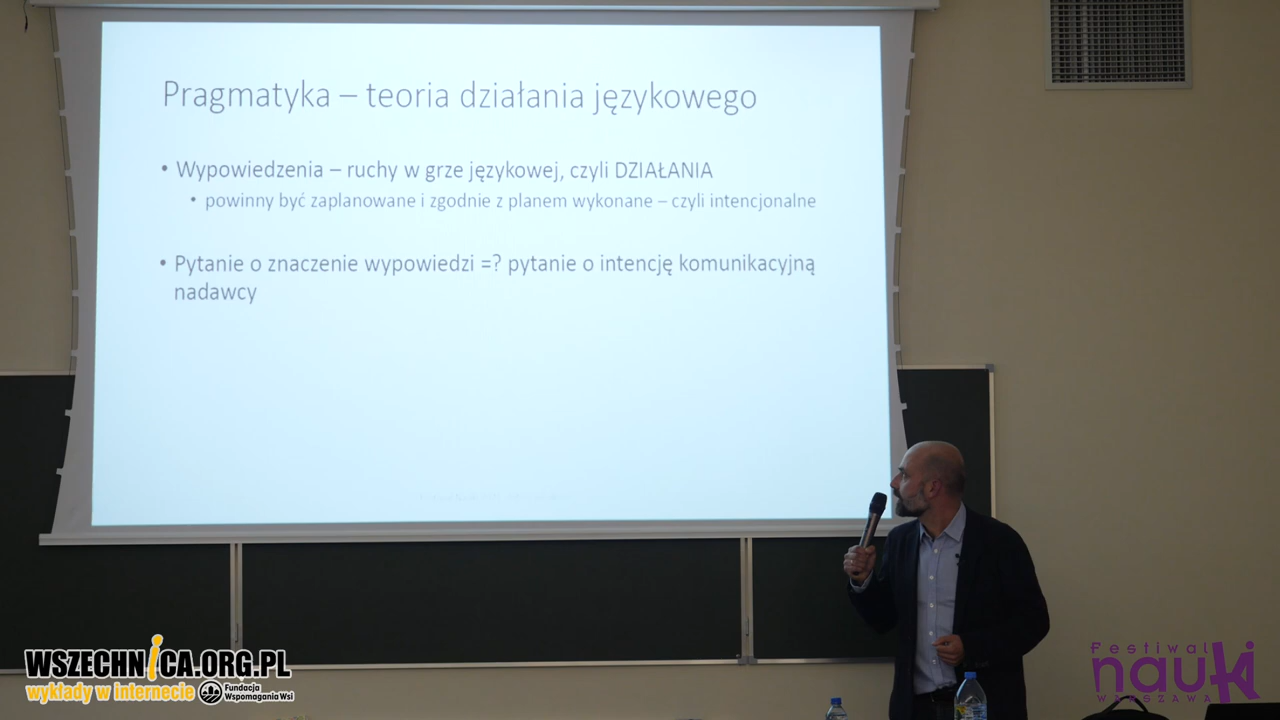 Pragmatyka – teoria działania językowego
• Wypowiedzenia – ruchy w grze językowej, czyli DZIAŁANIA
• powinny być zaplanowane i zgodnie z planem wykonane – czyli intencjonalne
• Pytanie o znaczenie wypowiedzi =? pytanie o intencję komunikacyjną
nadawcy
WSZECHNICA.ORG.PL
wykłady w internecie
Fundacja
Wspomagania Wsi
Festiwal
nauki
WARSZAWA